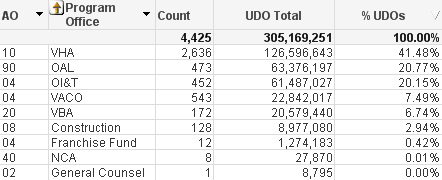 AO Program Office Count UDO Total % UDOs
4,425 305,169,251 100.00%
10 VHA 2,636 126,596,643 41.48%
90 OAL 473 63,376,197 20.77%
04 OI&T 452 61,487,027 20.15%
04 VACO 543 22,842,017 7.49%
20 VBA 172 20,579,440 6.74%
08 Construction 128 8,977,080 2.94%
04 Franchise Fund 12 1,274,183 0.42%
40 NCA 8 27,870 0.01%
02 General Counsel 1 8,795 0.00%